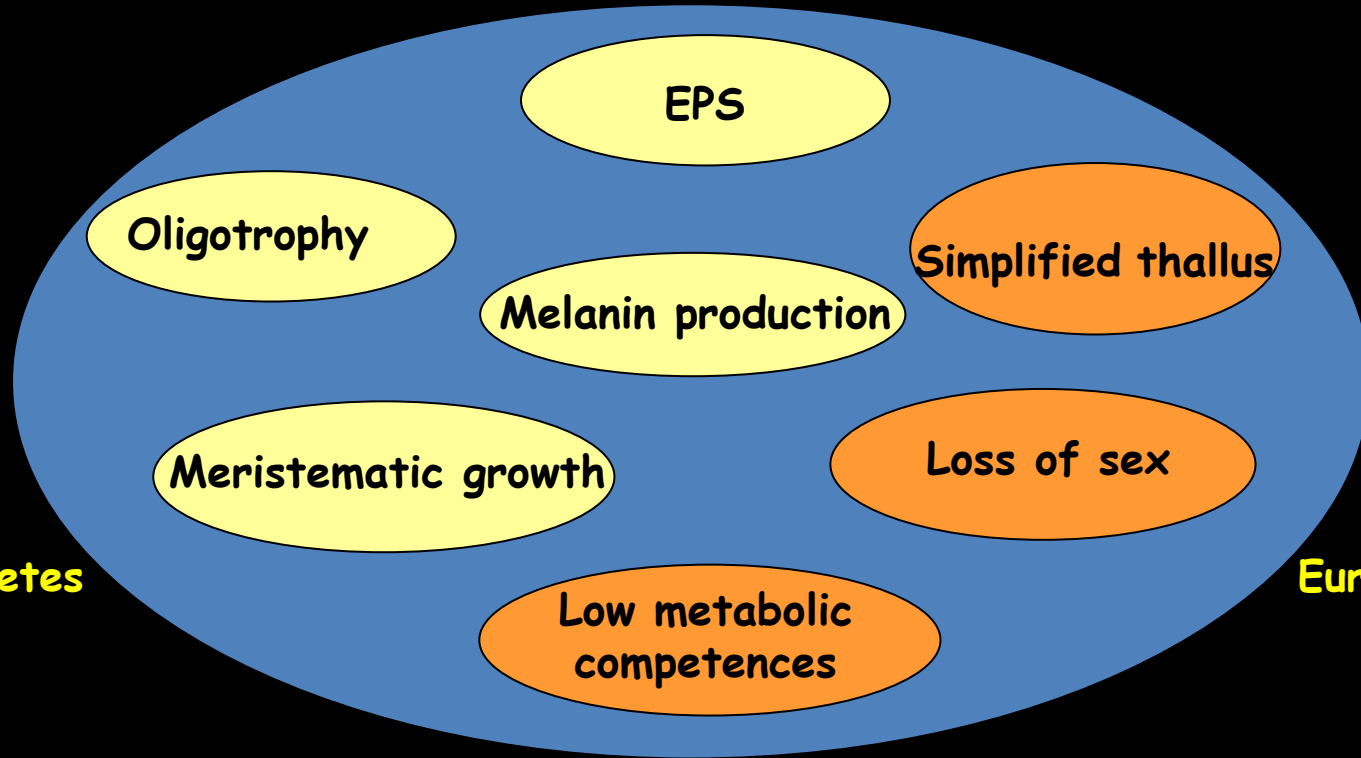 EPS
Oligotrophy
Simplified thallus
Melanin production
Loss of sex
Meristematic growth
etes
Eur
Low metabolic
competences